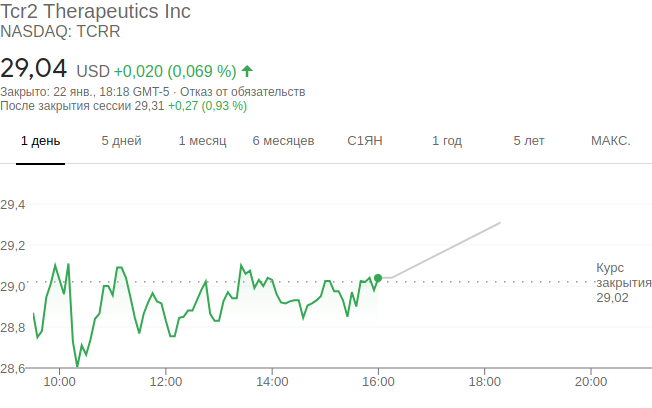 Tcr2 Therapeutics Inc
NASDAQ: TCRR
29,04 USD +0,020 (0,069 %)
Закрыто: 22 янв., 18:18 GMT-5 · Отказ от обязательств
После закрытия сессии 29,31 +0,27 (0,93 %)
1 день 5 дней 1 месяц 6 месяцев С1ЯН 1 год 5 лет МАКС.
29,4
29,2
29,0
28,8
28,6
Курс
закрытия
29,02
10:00 12:00 14:00 16:00 18:00 20:00